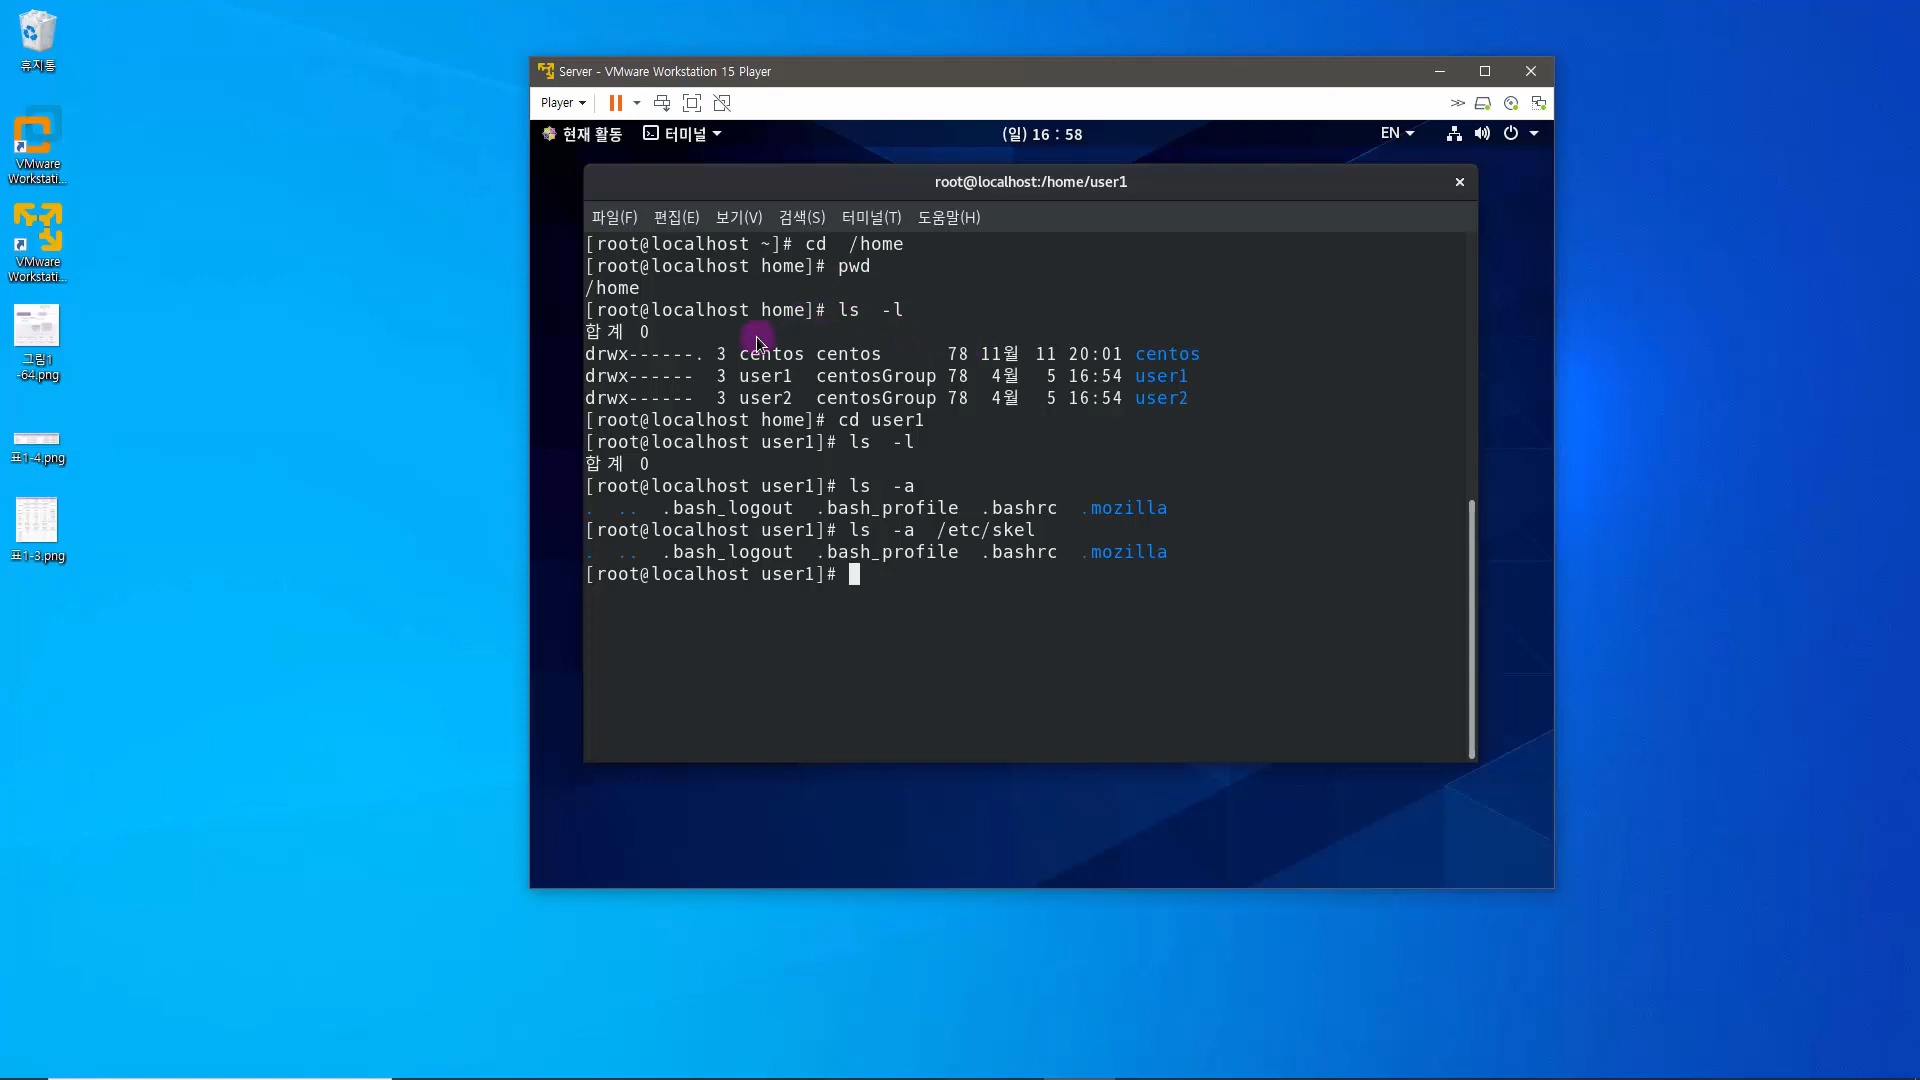 휴지통
VMware
Workstati...
VMware
Workstati...
그림1
-64.png
표1-4.png
표1-3.png
Server - VMware Workstation 15 Player
Player
현재 활동 터미널 (일) 16 : 58 EN
root@localhost:/home/user1
파일(F) 편집(E) 보기(V) 검색(S) 터미널(T) 도움말(H)
[root@localhost ~]# cd  /home
[root@localhost home]# pwd
/home
[root@localhost home]# ls  -l
합계 0
drwx------. 3 centos centos      78 11월 11 20:01 centos
drwx------  3 user1  centosGroup 78  4월  5 16:54 user1
drwx------  3 user2  centosGroup 78  4월  5 16:54 user2
[root@localhost home]# cd user1
[root@localhost user1]# ls  -l
합계 0
[root@localhost user1]# ls  -a
.  ..  .bash_logout  .bash_profile  .bashrc  .mozilla
[root@localhost user1]# ls  -a  /etc/skel
.  ..  .bash_logout  .bash_profile  .bashrc  .mozilla
[root@localhost user1]#